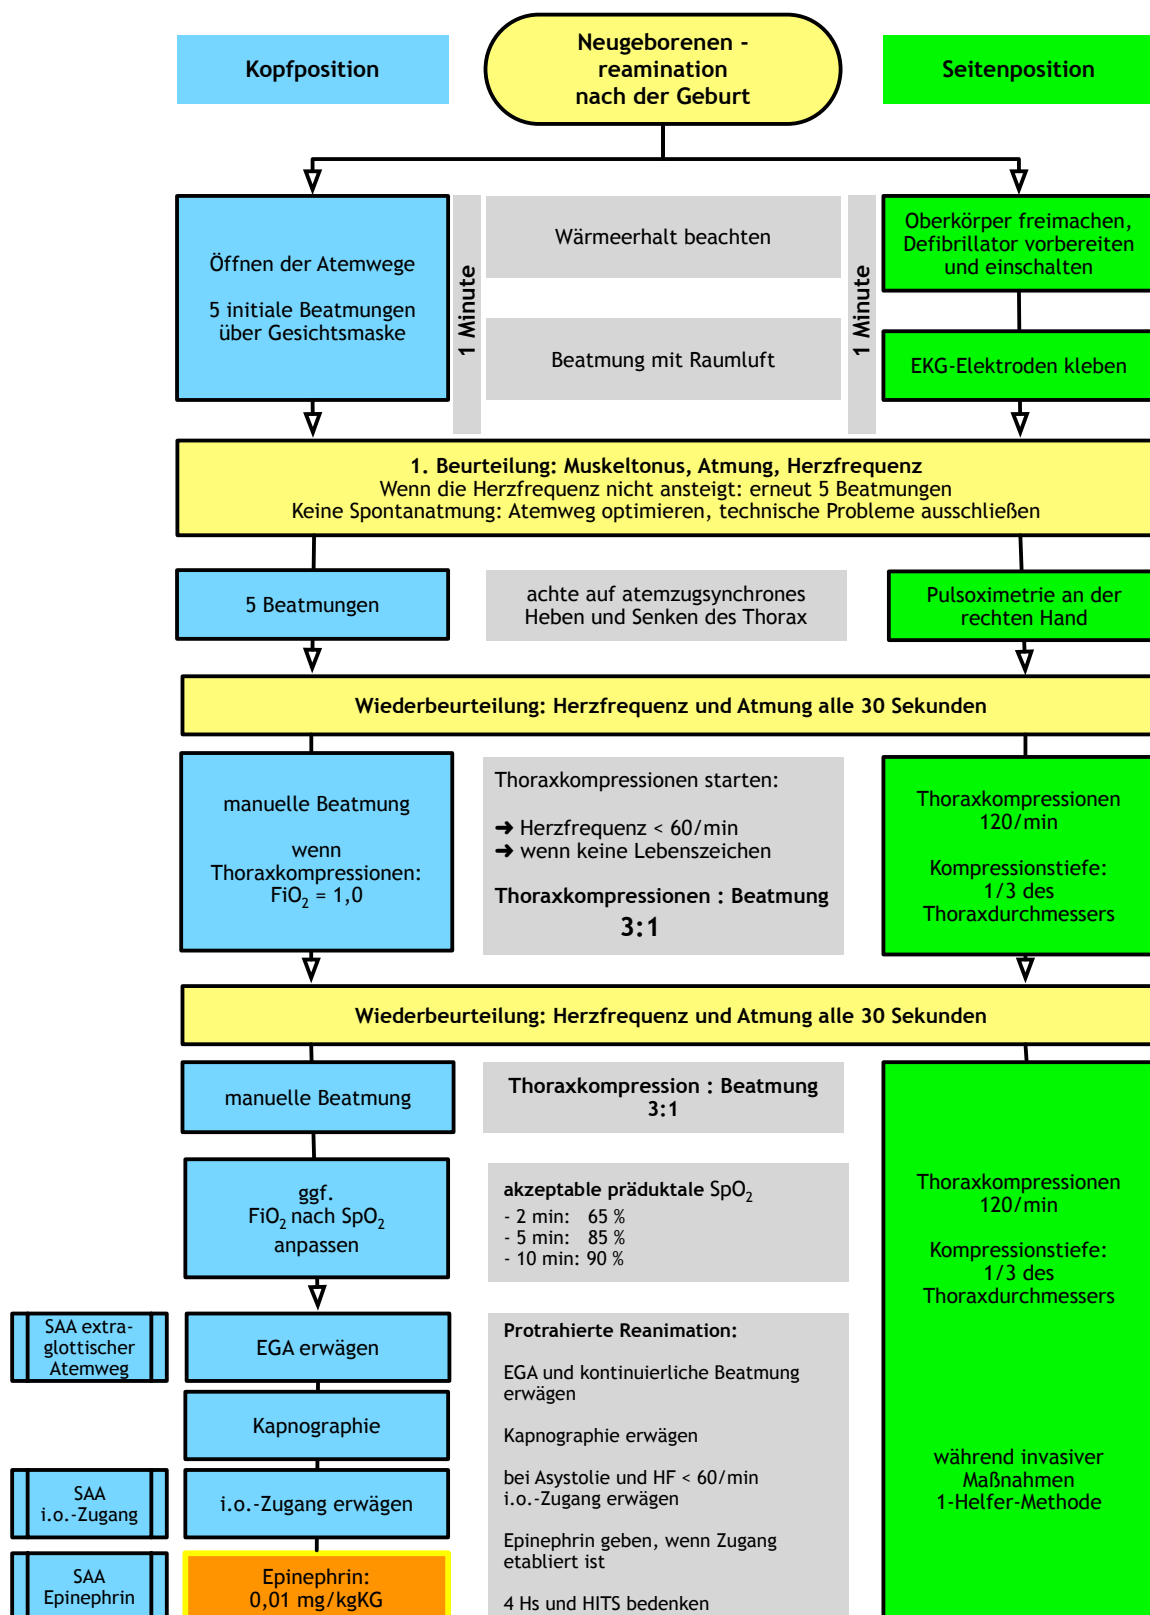 Kopfposition
Neugeborenen -
reamination
nach der Geburt
Seitenposition
Öffnen der Atemwege
5 initiale Beatmungen
über Gesichtsmaske
1 Minute
Wärmeerhalt beachten
Beatmung mit Raumluft
1 Minute
Oberkörper freimachen,
Defibrillator vorbereiten
und einschalten
EKG-Elektroden kleben
1. Beurteilung: Muskeltonus, Atmung, Herzfrequenz
Wenn die Herzfrequenz nicht ansteigt: erneut 5 Beatmungen
Keine Spontanatmung: Atemweg optimieren, technische Probleme ausschließen
5 Beatmungen
achte auf atemzugsynchrones
Heben und Senken des Thorax
Pulsoximetrie an der
rechten Hand
Wiederbeurteilung: Herzfrequenz und Atmung alle 30 Sekunden
manuelle Beatmung
wenn
Thoraxkompressionen:
FiO₂ = 1,0
Thoraxkompressionen starten:
➜ Herzfrequenz < 60/min
➜ wenn keine Lebenszeichen
Thoraxkompressionen : Beatmung
3:1
Thoraxkompressionen
120/min
Kompressionstiefe:
1/3 des
Thoraxdurchmessers
Wiederbeurteilung: Herzfrequenz und Atmung alle 30 Sekunden
manuelle Beatmung
Thoraxkompression : Beatmung
3:1
ggf.
FiO₂ nach SpO₂
anpassen
akzeptable präduktale SpO₂
- 2 min: 65 %
- 5 min: 85 %
- 10 min: 90 %
Thoraxkompressionen
120/min
Kompressionstiefe:
1/3 des
Thoraxdurchmessers
während invasiver
Maßnahmen
1-Helfer-Methode
SAA extra-
glottischer
Atemweg
EGA erwägen
Kapnographie
SAA
i.o.-Zugang
i.o.-Zugang erwägen
SAA
Epinephrin
Epinephrin:
0,01 mg/kgKG
Protrahierte Reanimation:
EGA und kontinuierliche Beatmung
erwägen
Kapnographie erwägen
bei Asystolie und HF < 60/min
i.o.-Zugang erwägen
Epinephrin geben, wenn Zugang
etabliert ist
4 Hs und HITS bedenken